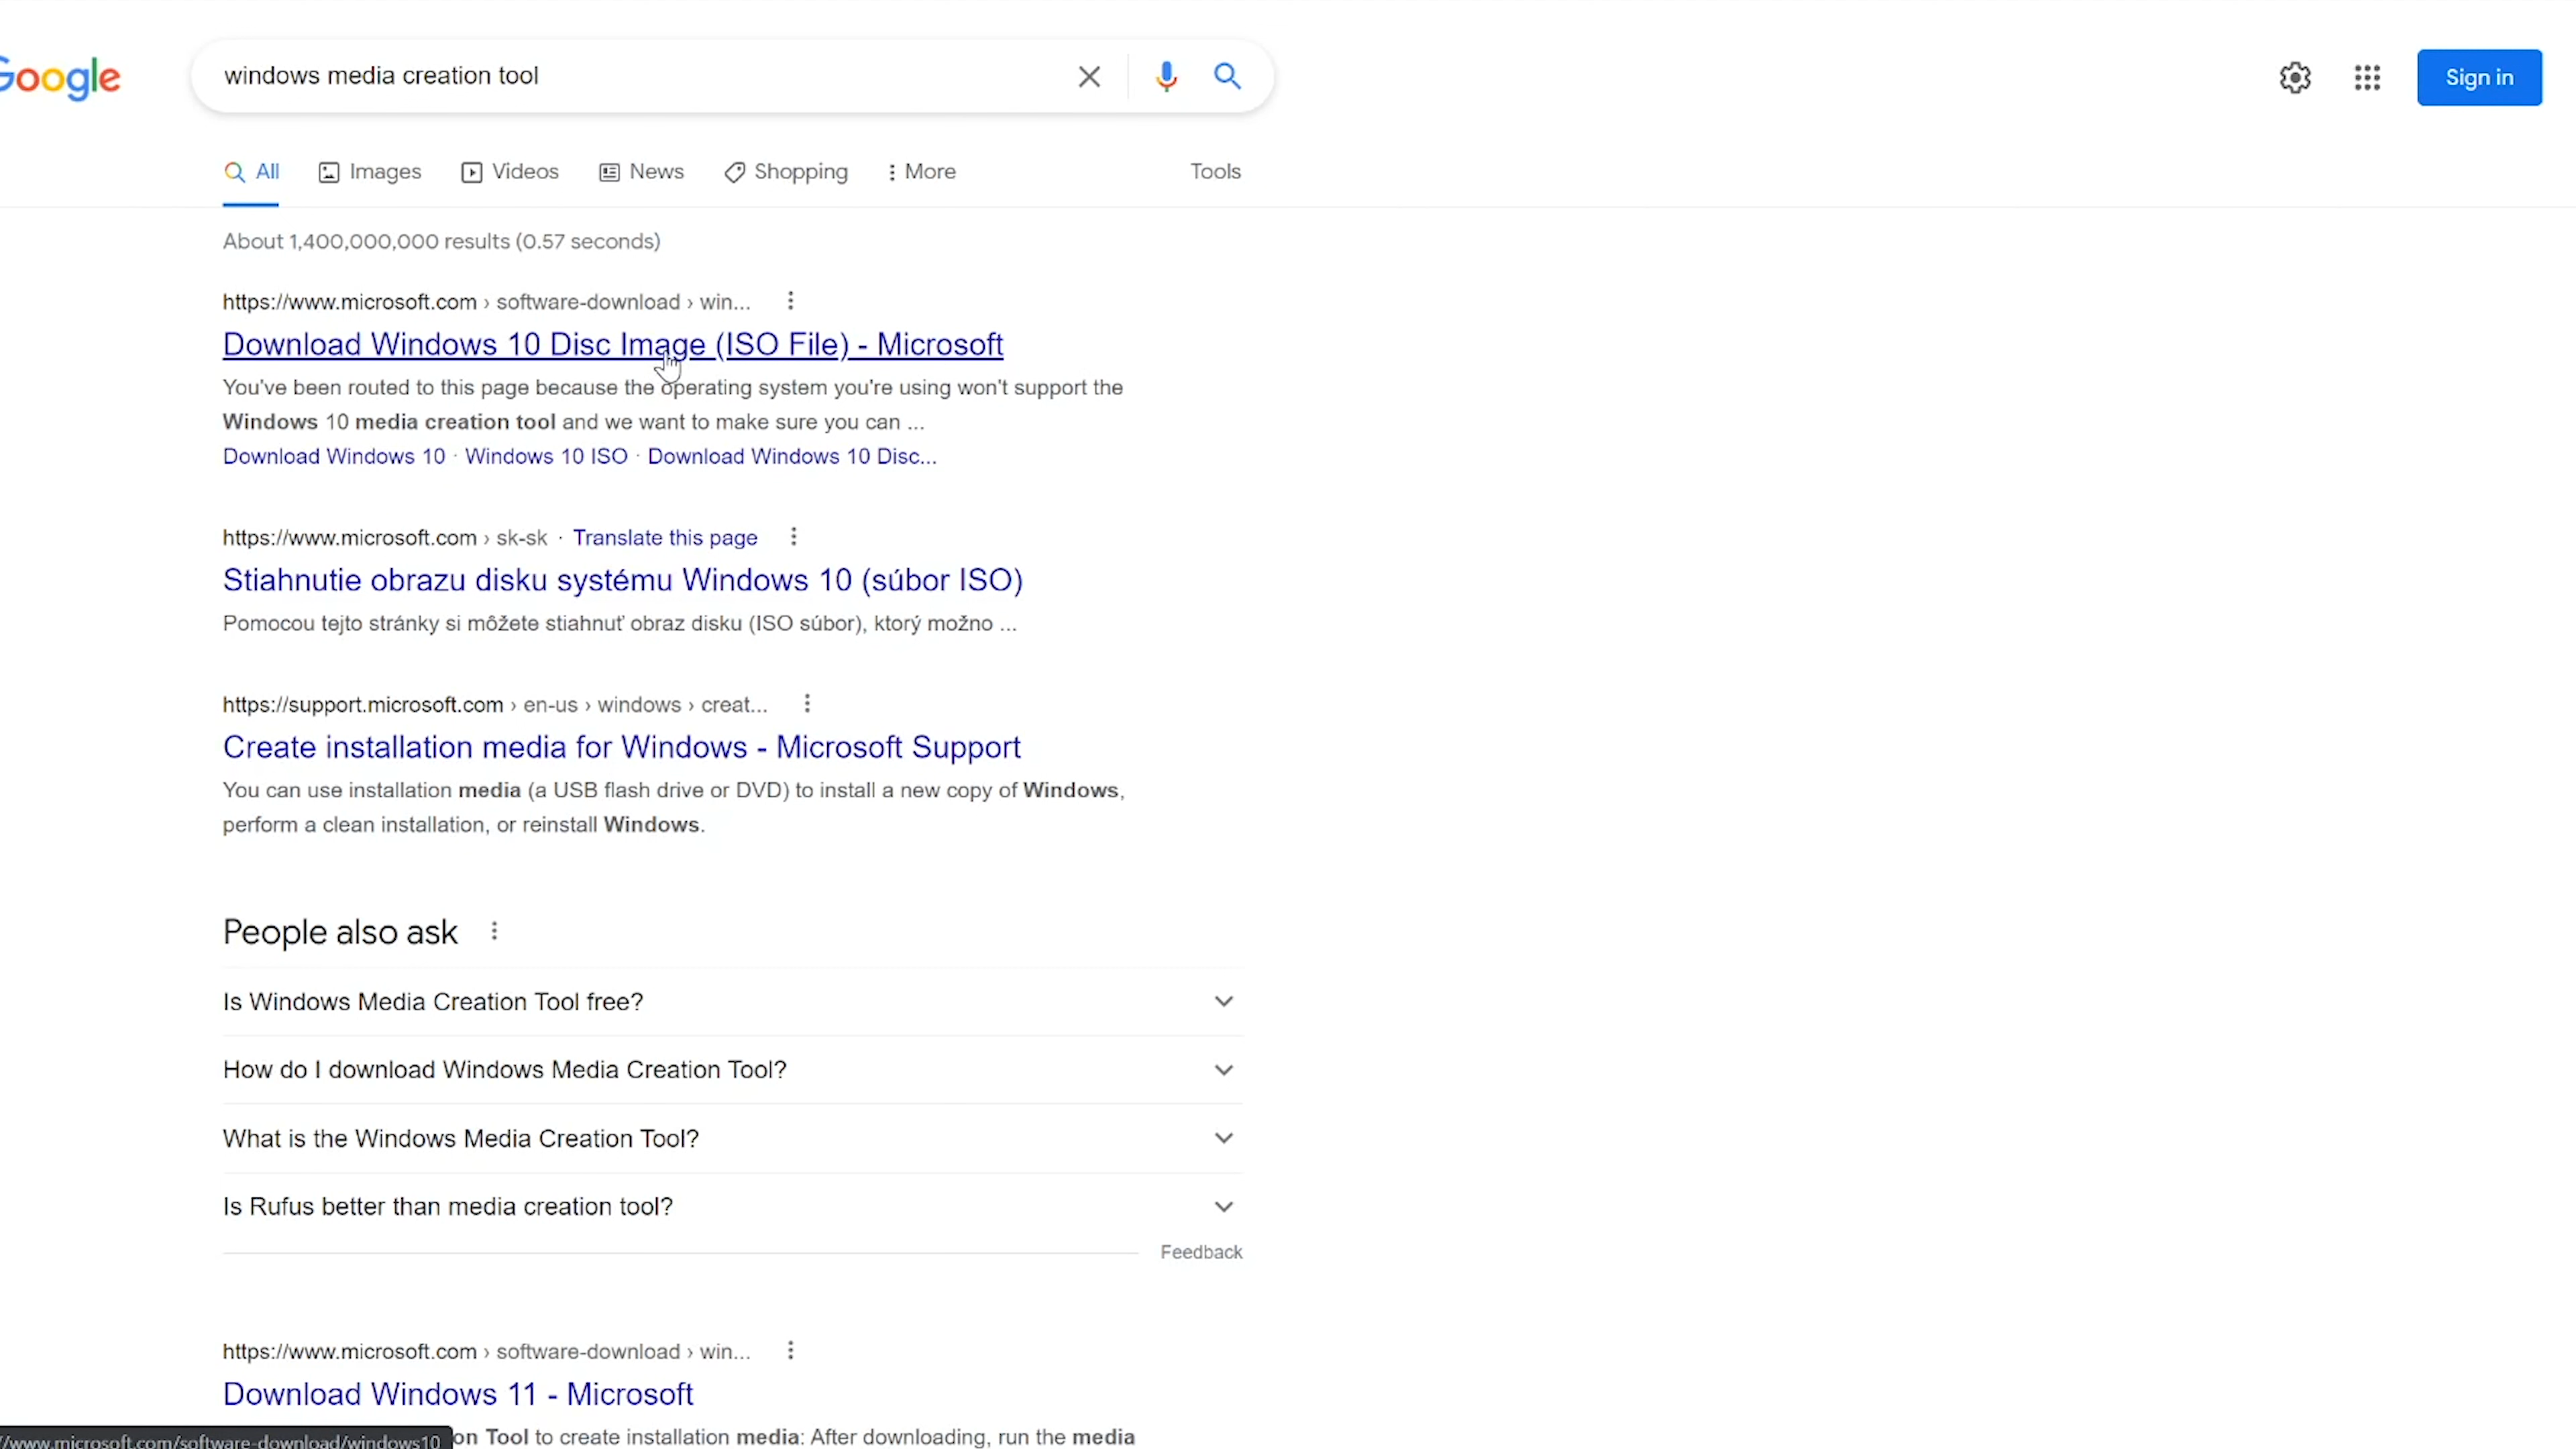 Google
windows media creation tool
Sign in
All
Images
Videos
News
Shopping
More
Tools
About 1,400,000,000 results (0.57 seconds)
https://www.microsoft.com › software-download › win...
Download Windows 10 Disc Image (ISO File) - Microsoft
You've been routed to this page because the operating system you're using won't support the
Windows 10 media creation tool and we want to make sure you can ...
Download Windows 10 · Windows 10 ISO · Download Windows 10 Disc...
https://www.microsoft.com › sk-sk · Translate this page
Stiahnutie obrazu disku systému Windows 10 (súbor ISO)
Pomocou tejto stránky si môžete stiahnuť obraz disku (ISO súbor), ktorý možno ...
https://support.microsoft.com › en-us › windows › creat...
Create installation media for Windows - Microsoft Support
You can use installation media (a USB flash drive or DVD) to install a new copy of Windows,
perform a clean installation, or reinstall Windows.
People also ask
Is Windows Media Creation Tool free?
How do I download Windows Media Creation Tool?
What is the Windows Media Creation Tool?
Is Rufus better than media creation tool?
Feedback
https://www.microsoft.com › software-download › win...
Download Windows 11 - Microsoft
on Tool to create installation media: After downloading, run the media
//www.microsoft.com/software-download/windows10